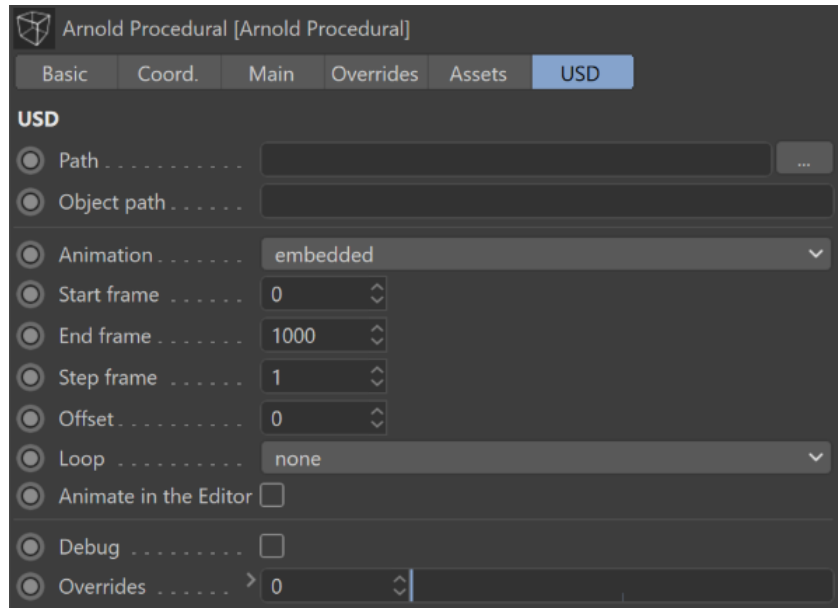 Arnold Procedural [Arnold Procedural]
Basic Coord. Main Overrides Assets USD
USD
Path . . . . . . . . . . . ...
Object path . . . . . .
Animation . . . . . . . embedded
Start frame . . . . . . 0
End frame . . . . . . . 1000
Step frame . . . . . . 1
Offset . . . . . . . . . . 0
Loop . . . . . . . . . . none
Animate in the Editor
Debug . . . . . . . . .
Overrides . . . . . . > 0